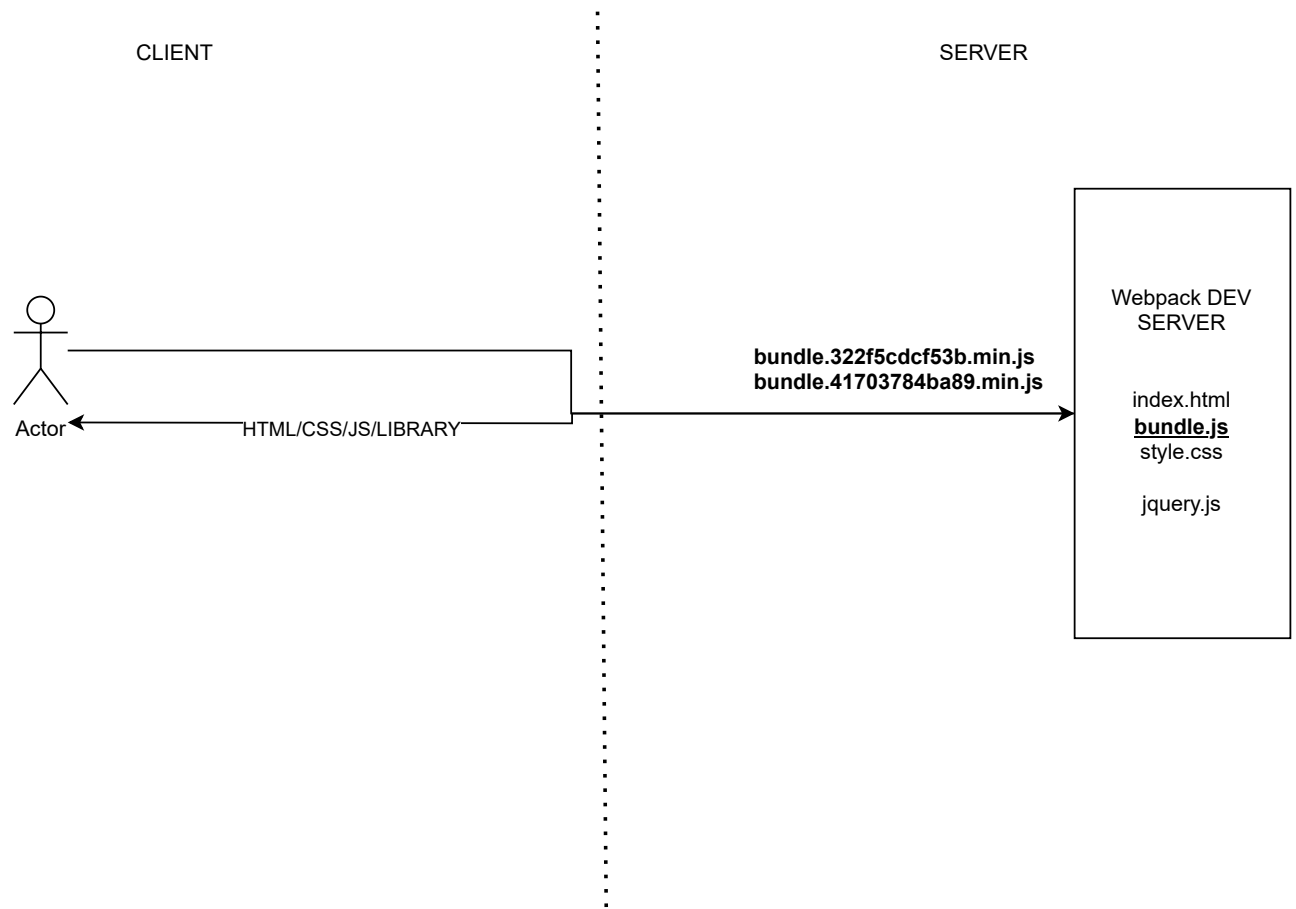 CLIENT
SERVER
Webpack DEV
SERVER
bundle.322f5cdcf53b.min.js
bundle.41703784ba89.min.js
index.html
bundle.js
style.css
jquery.js
Actor
HTML/CSS/JS/LIBRARY